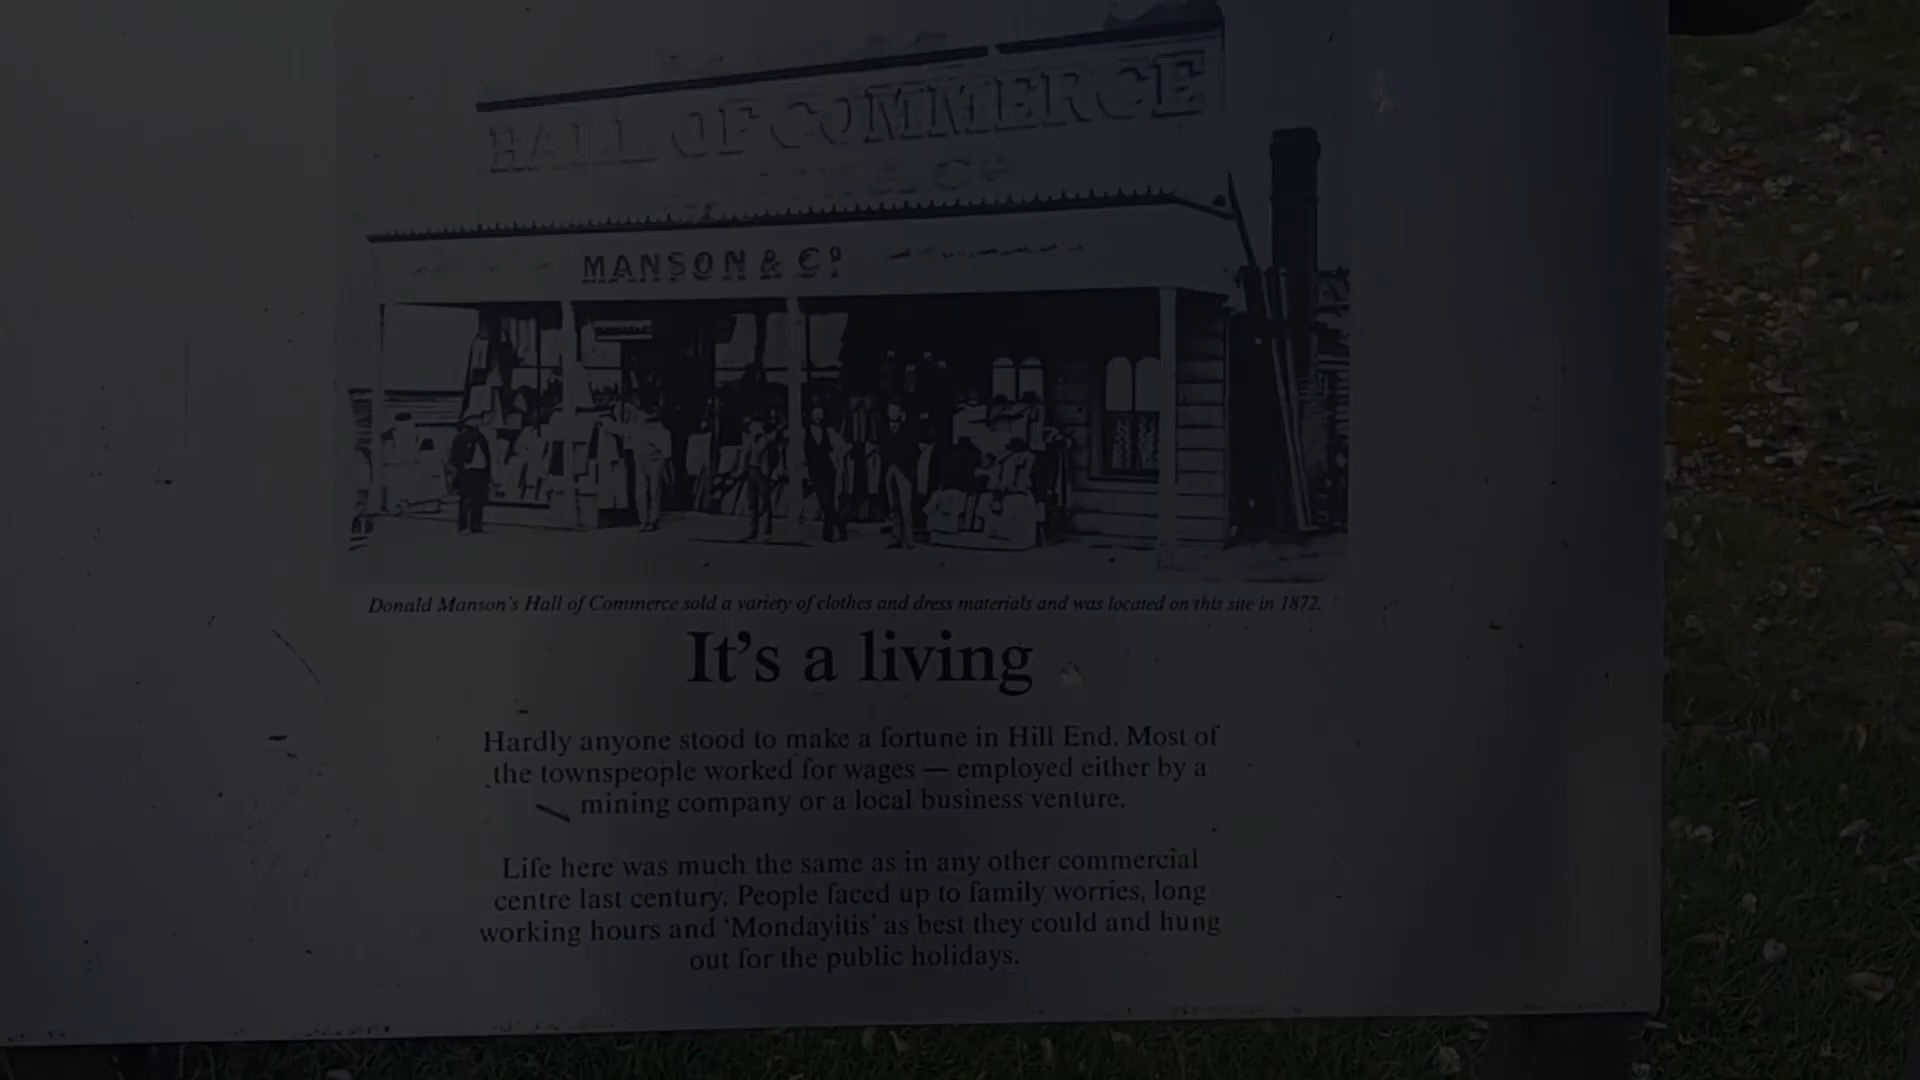 HALL OF COMMERCE
& Co
MANSON & Co
Donald Manson's Hall of Commerce sold a variety of clothes and dress materials and was located on this site in 1872.
It's a living
Hardly anyone stood to make a fortune in Hill End. Most of
the townspeople worked for wages — employed either by a
mining company or a local business venture.
Life here was much the same as in any other commercial
centre last century. People faced up to family worries, long
working hours and 'Mondayitis' as best they could and hung
out for the public holidays.